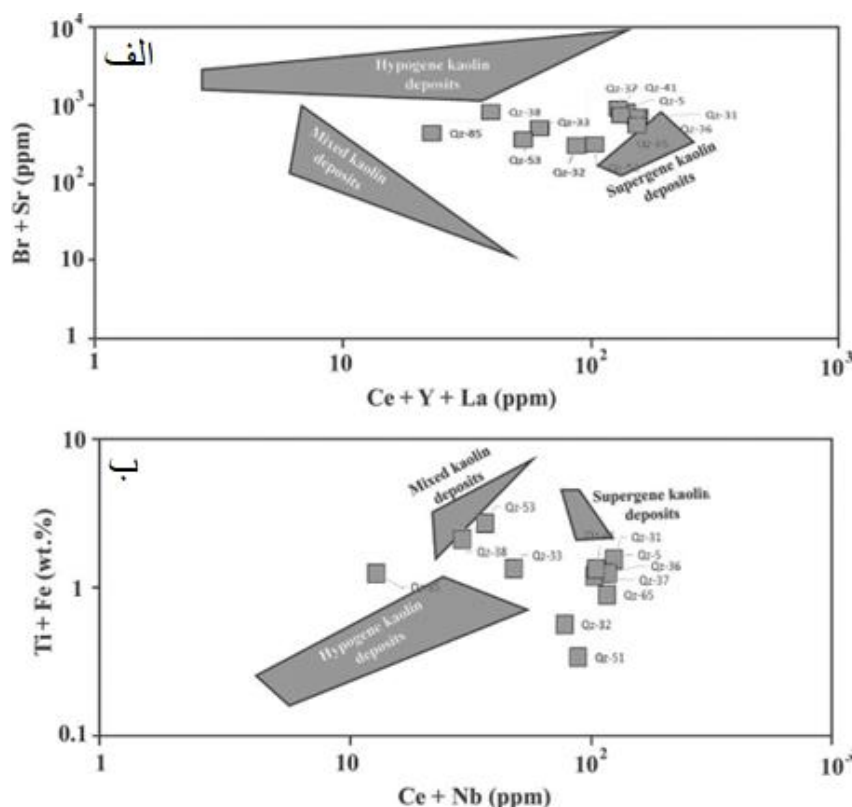 الف
10⁴
10³
10²
10
1
Br + Sr (ppm)
Hypogene kaolin
deposits
Mixed kaolin
deposits
Supergene kaolin
deposits
Qz-37
Qz-41
Qz-5
Qz-31
Qz-36
Qz-38
Qz-33
Qz-85
Qz-53
Qz-32
1
10
10²
10³
Ce + Y + La (ppm)
ب
10
1
0.1
Ti+ Fe (wt.%)
Mixed kaolin
deposits
Supergene kaolin
deposits
Qz-53
Qz-31
Qz-38
Qz-33
Qz-5
Qz-36
Qz-37
Qz-65
Hypogene kaolin
deposits
Qz-32
Qz-51
1
10
10²
10³
Ce + Nb (ppm)